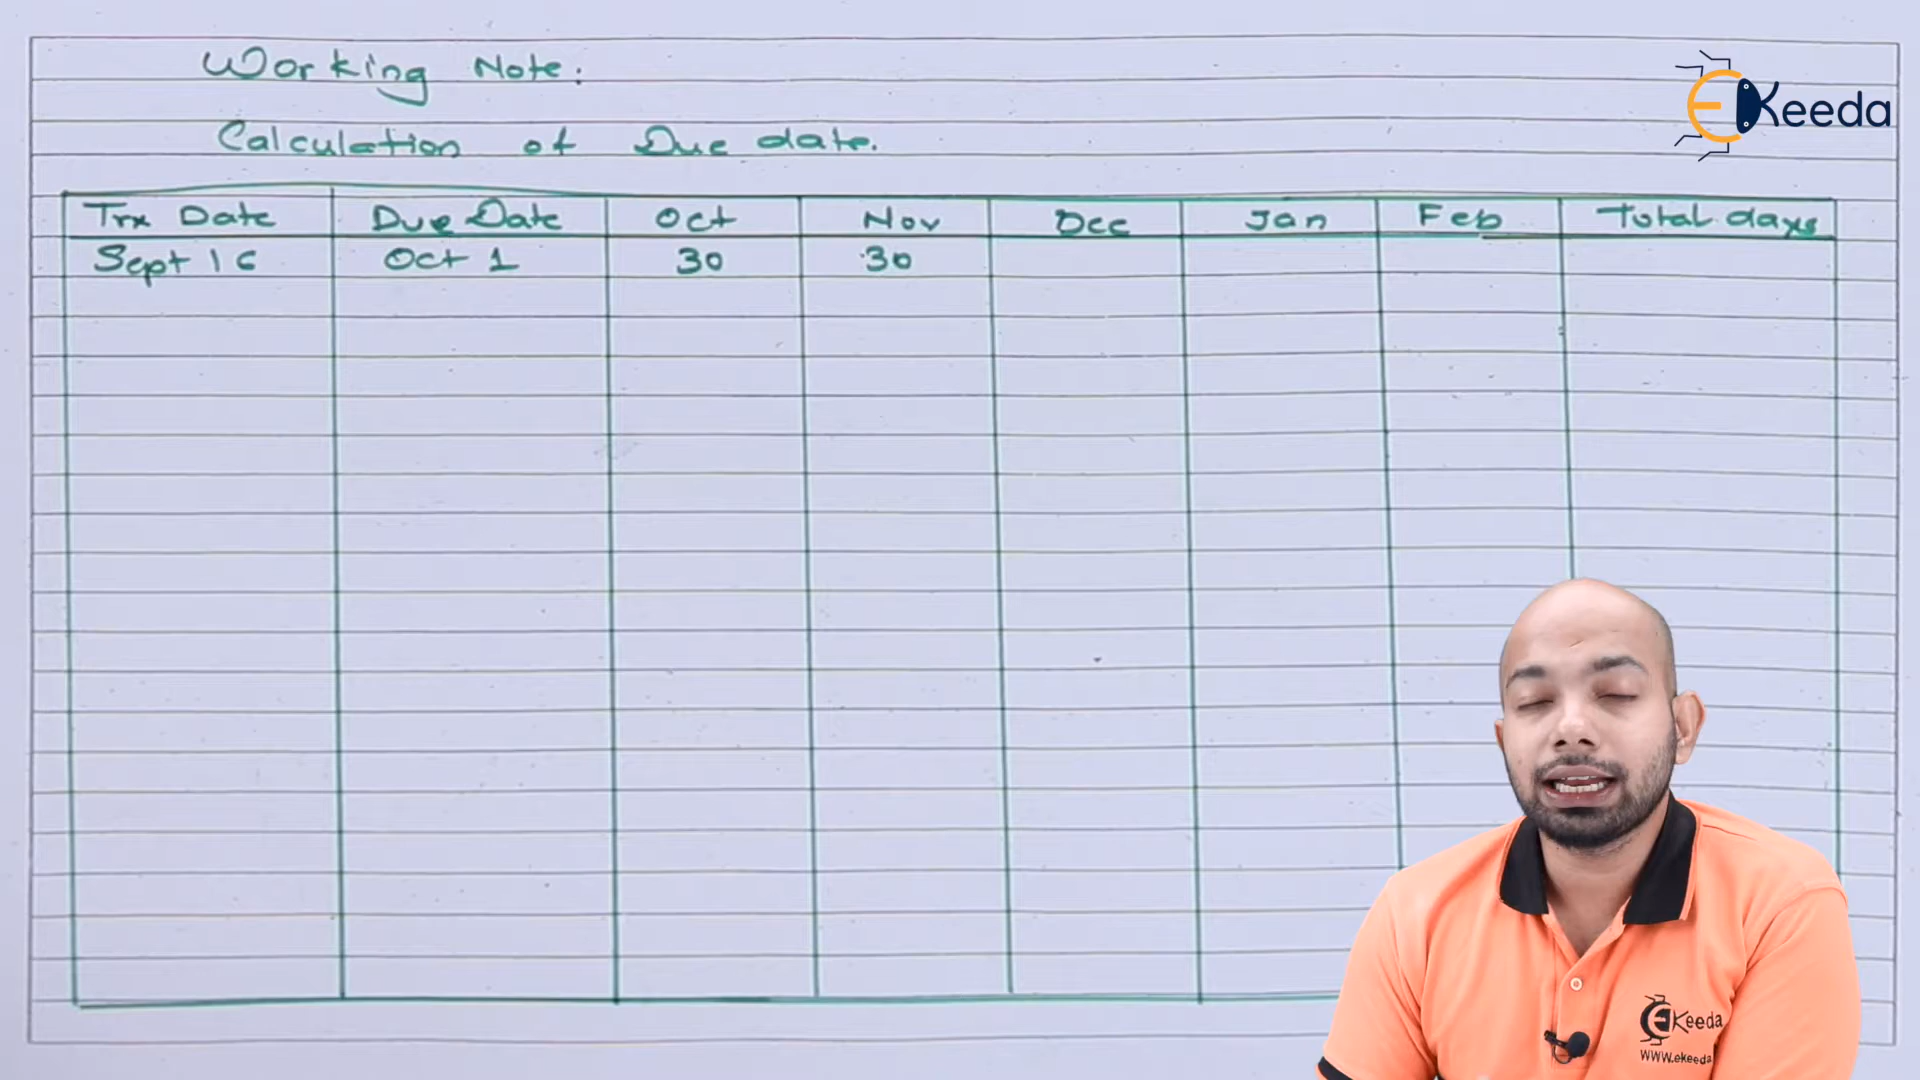 Working Note:
Calculation of Due date.
Trx Date Due Date Oct Nov Dec Jan Feb Total days
Sept 16 Oct 1 30 30
EKeeda
EKeeda
www.ekeeda